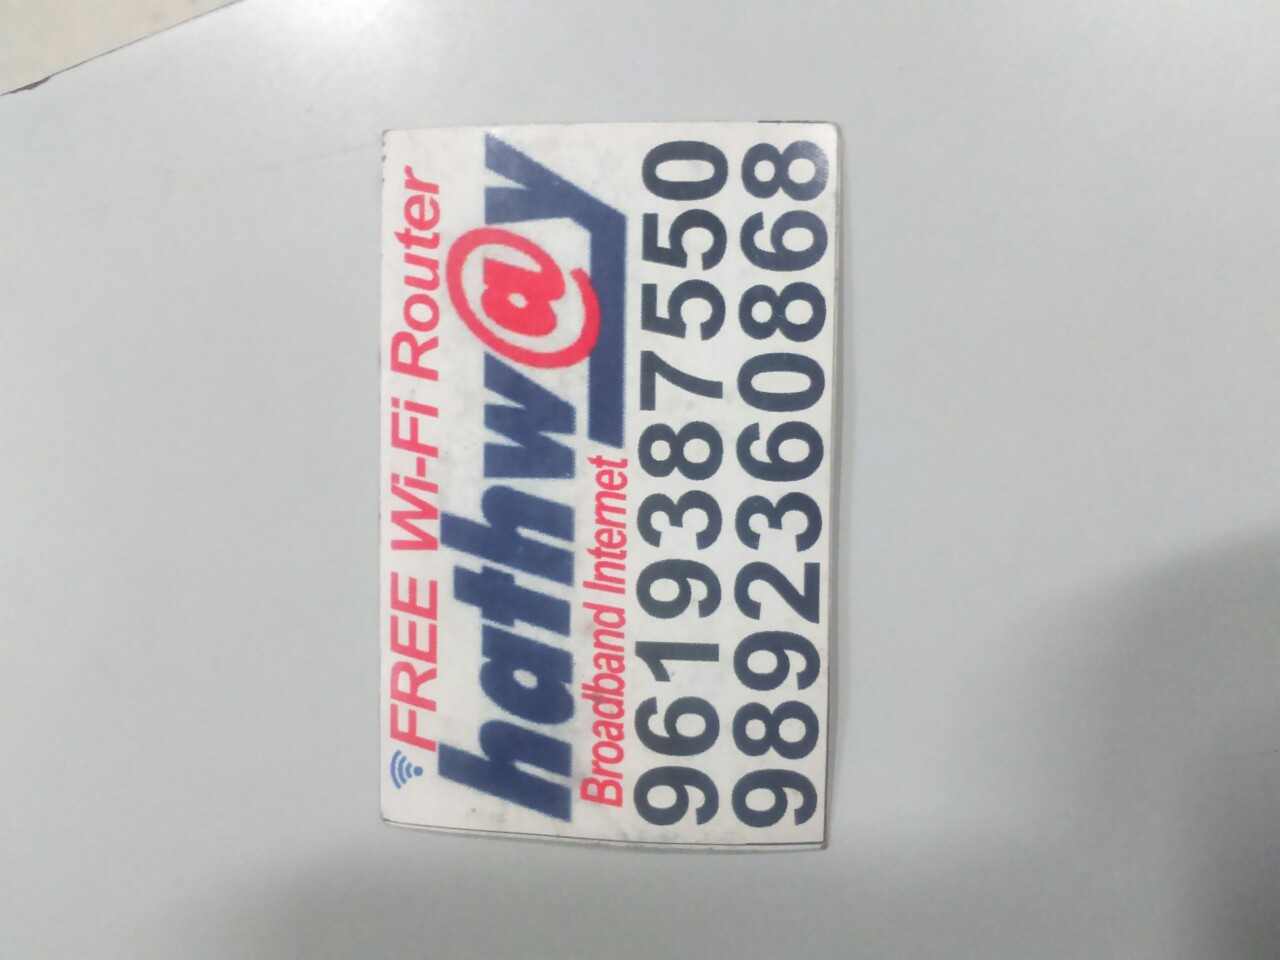 FREE Wi-Fi Router
hathw@y
Broadband Internet
9619387550
9892360868